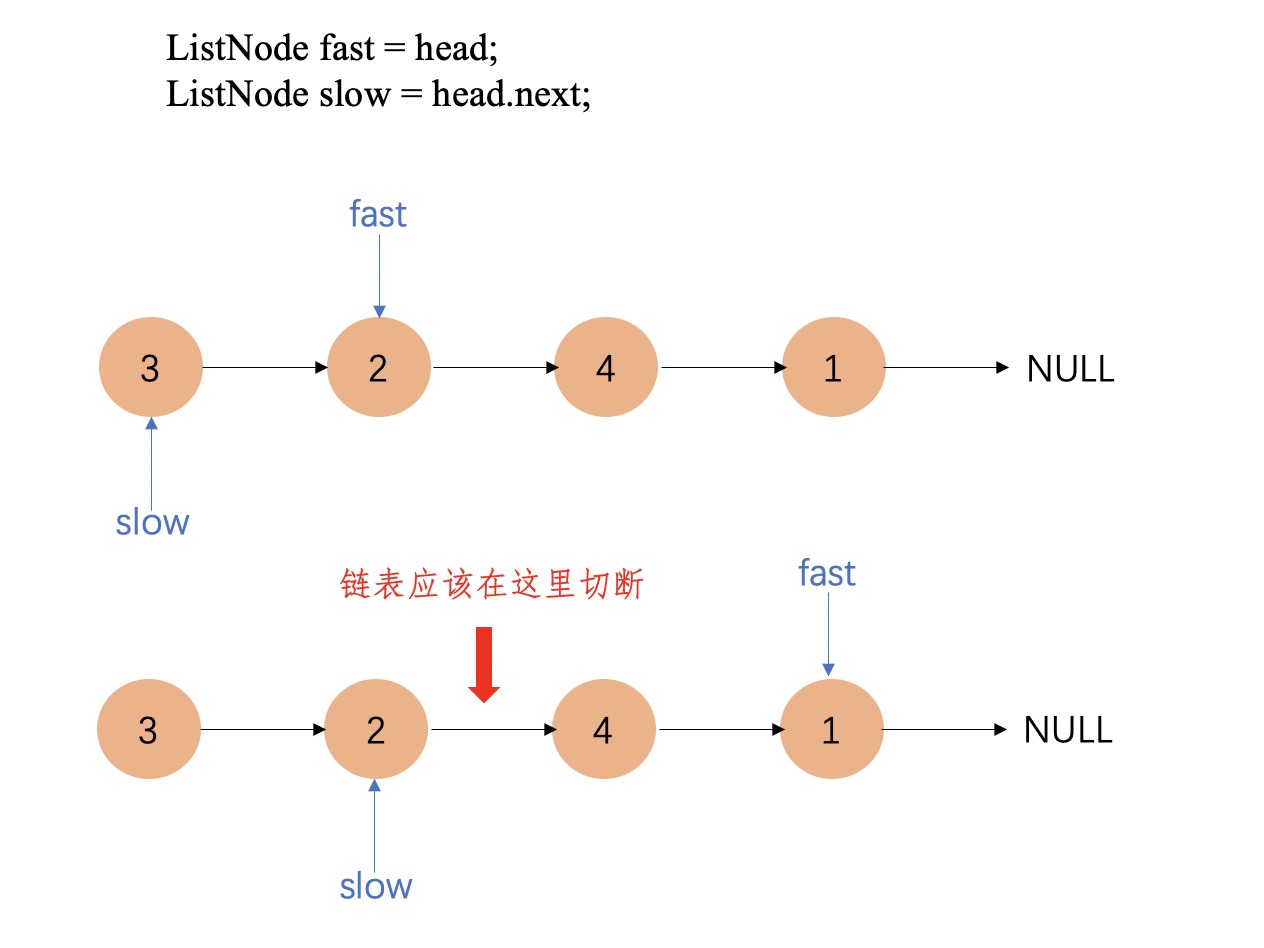 ListNode fast = head;
ListNode slow = head.next;
fast
3
2
4
1
NULL
slow
链表应该在这里切断
fast
3
2
4
1
NULL
slow